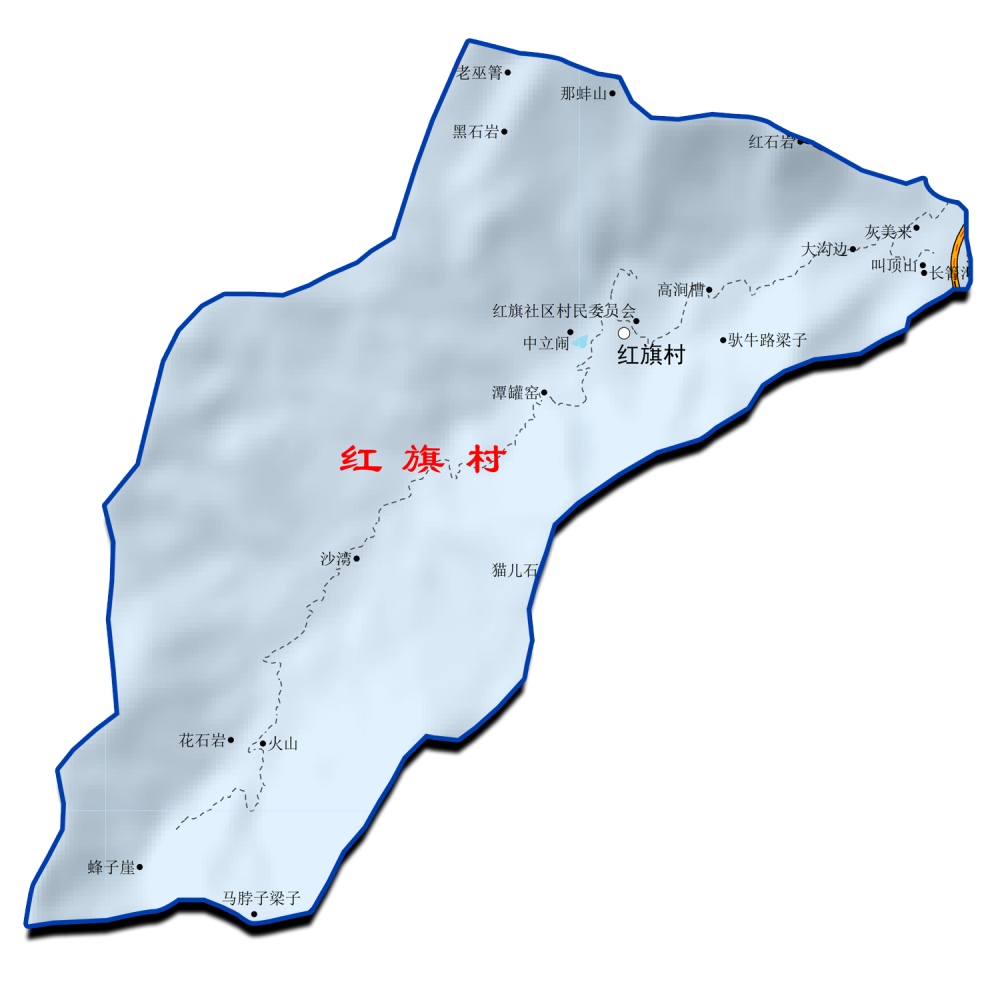 老巫箐
那蚌山
黑石岩
红石岩
灰美来
大沟边
叫顶山
长箐
高涧槽
红旗社区村民委员会
中立闹
驮牛路梁子
红旗村
潭罐窑
红旗村
沙湾
猫儿石
花石岩
火山
蜂子崖
马脖子梁子